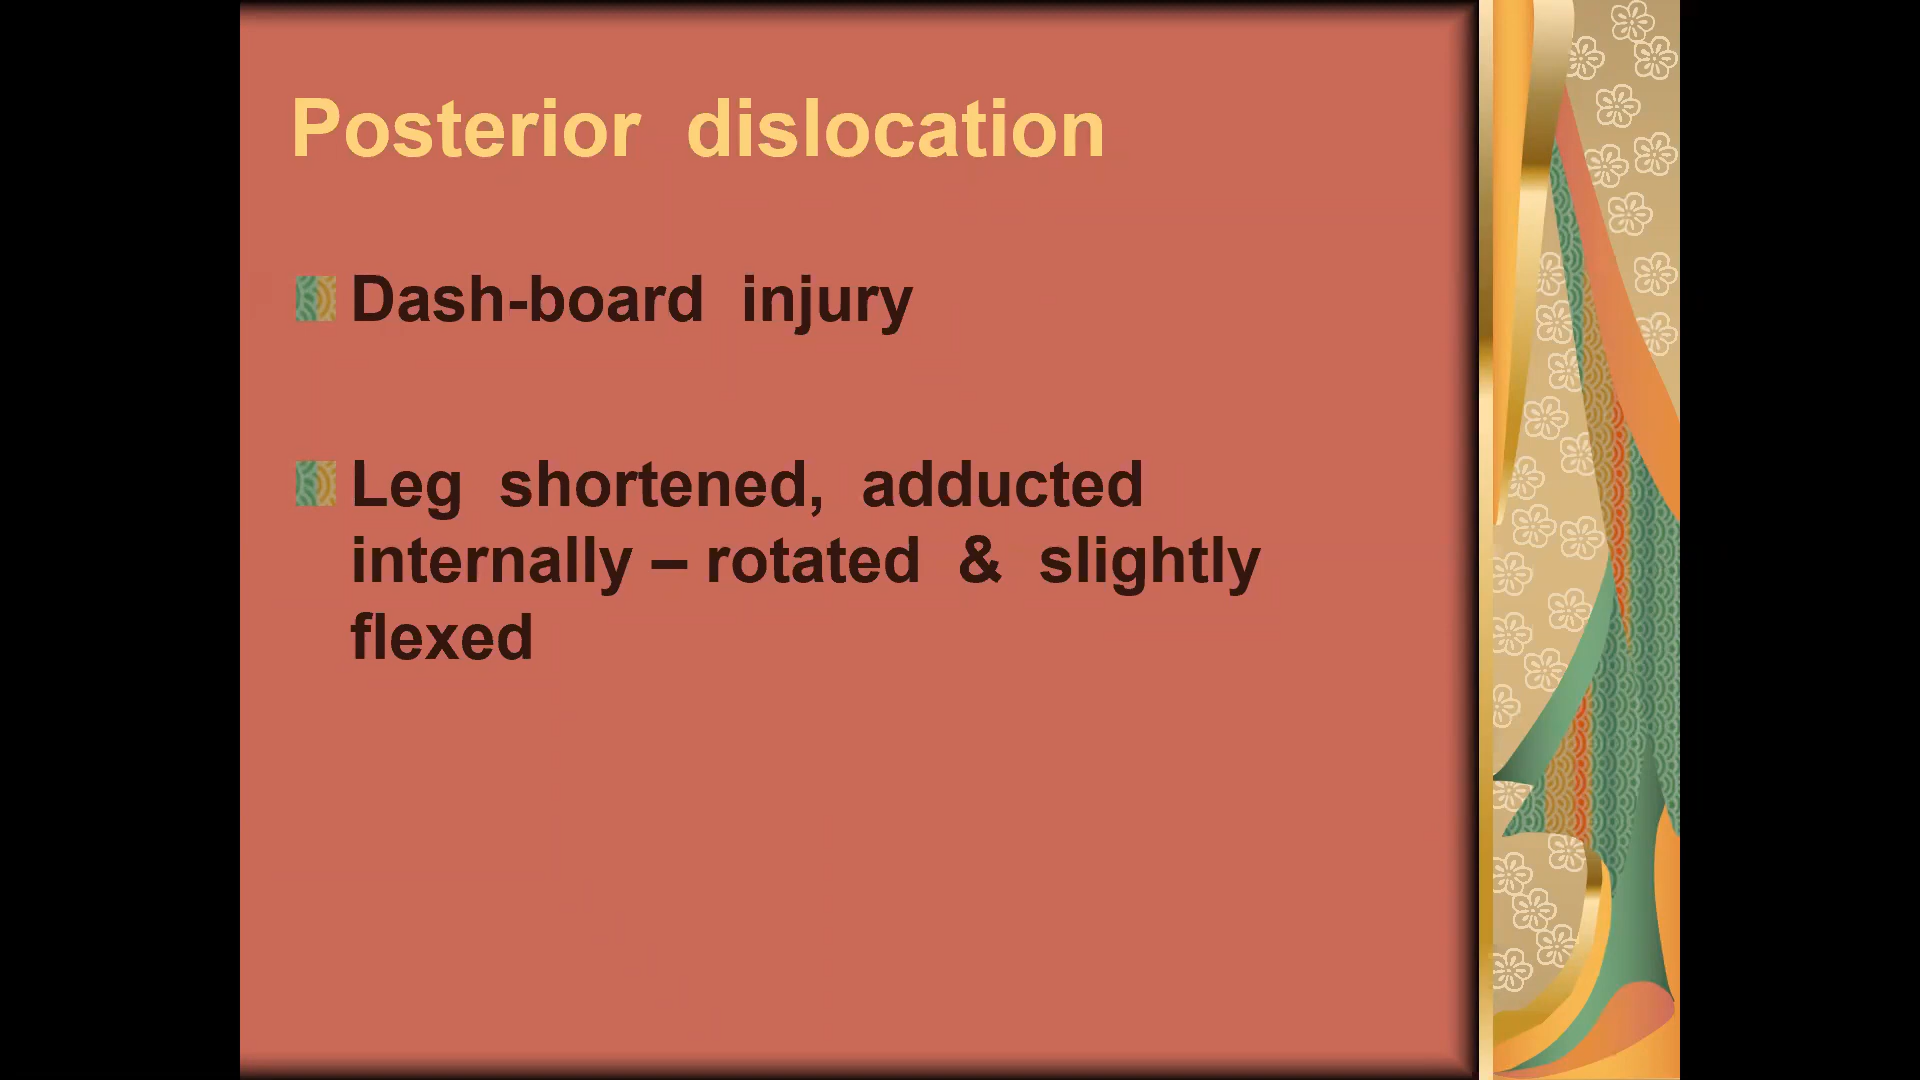 Posterior dislocation
Dash-board injury
Leg shortened, adducted
internally – rotated & slightly
flexed